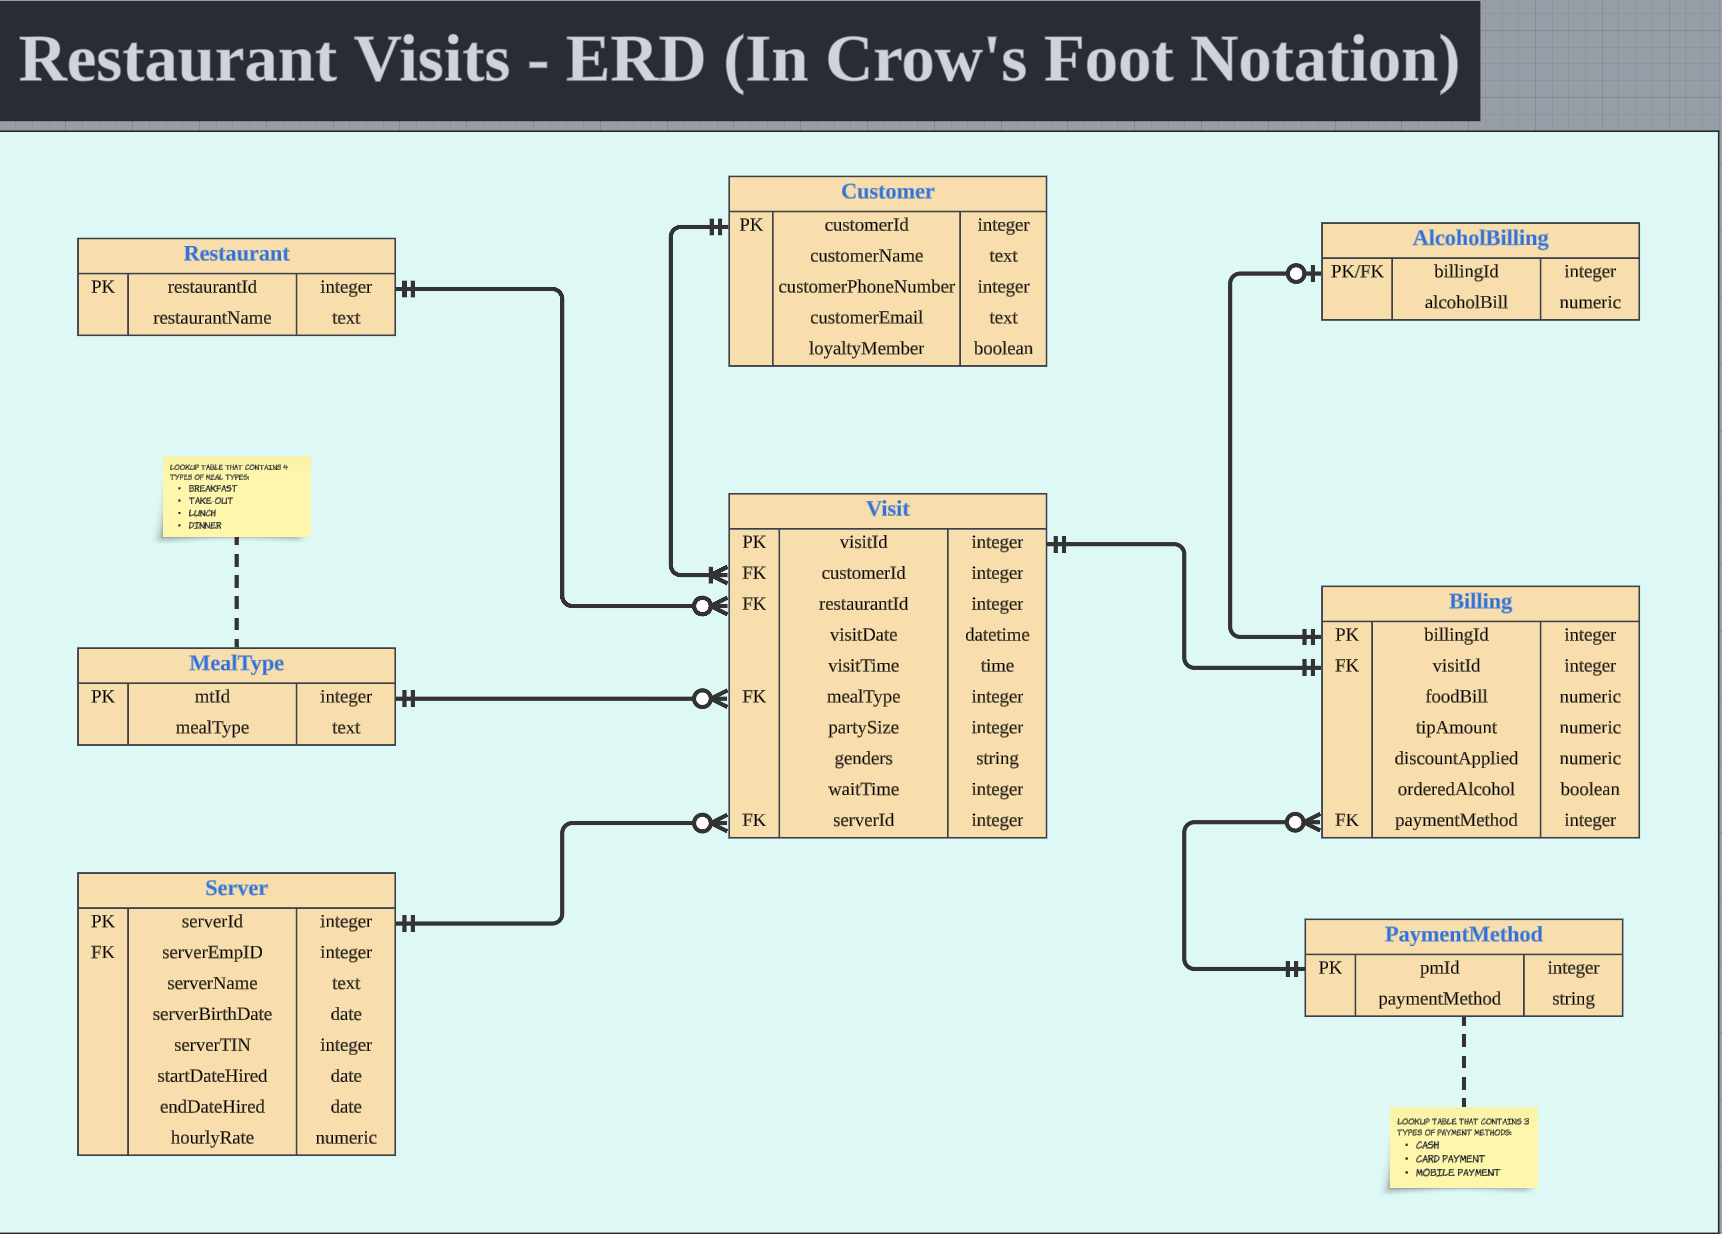 Restaurant Visits - ERD (In Crow's Foot Notation)
Customer
PK customerId integer
customerName text
customerPhoneNumber integer
customerEmail text
loyaltyMember boolean
Restaurant
PK restaurantId integer
restaurantName text
AlcoholBilling
PK/FK billingId integer
alcoholBill numeric
LOOKUP TABLE THAT CONTAINS 4
TYPES OF MEAL TYPES:
• BREAKFAST
• TAKE-OUT
• LUNCH
• DINNER
MealType
PK mtId integer
mealType text
Visit
PK visitId integer
FK customerId integer
FK restaurantId integer
visitDate datetime
visitTime time
FK mealType integer
partySize integer
genders string
waitTime integer
FK serverId integer
Billing
PK billingId integer
FK visitId integer
foodBill numeric
tipAmount numeric
discountApplied numeric
orderedAlcohol boolean
FK paymentMethod integer
Server
PK serverId integer
FK serverEmpID integer
serverName text
serverBirthDate date
serverTIN integer
startDateHired date
endDateHired date
hourlyRate numeric
PaymentMethod
PK pmId integer
paymentMethod string
LOOKUP TABLE THAT CONTAINS 3
TYPES OF PAYMENT METHODS:
• CASH
• CARD PAYMENT
• MOBILE PAYMENT